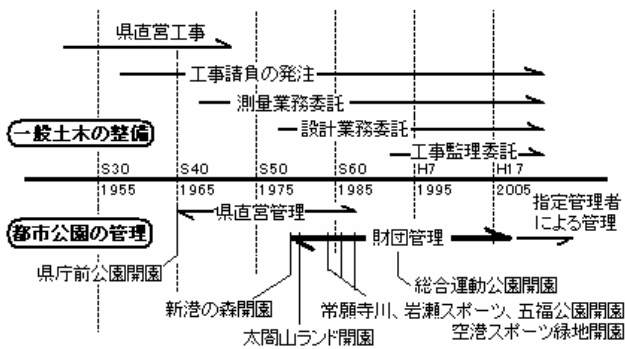 県直営工事
工事請負の発注
測量業務委託
設計業務委託
一般土木の整備
工事監理委託
S30 S40 S50 S60 H7 H17
1955 1965 1975 1985 1995 2005
指定管理者
による管理
県直営管理
都市公園の管理
財団管理
県庁前公園開園
総合運動公園開園
新港の森開園
常願寺川、岩瀬スポーツ、五福公園開園
太閤山ランド開園
空港スポーツ緑地開園